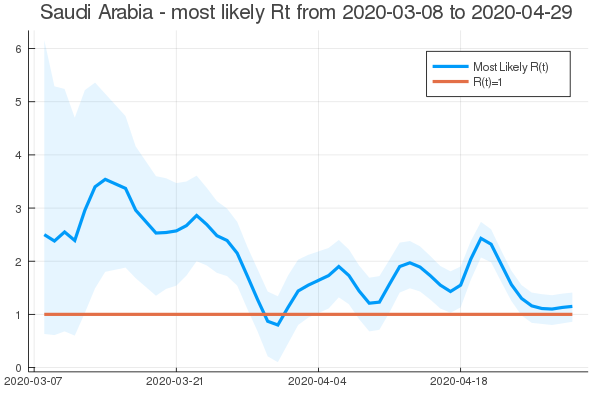 Saudi Arabia - most likely Rt from 2020-03-08 to 2020-04-29
Most Likely R(t)
R(t)=1
6
5
4
3
2
1
0
2020-03-07 2020-03-21 2020-04-04 2020-04-18